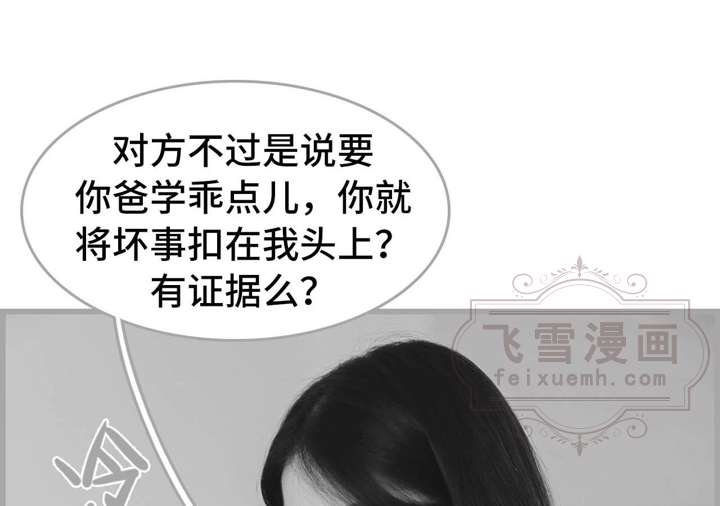 对方不过是说要
你爸学乖点儿，你就
将坏事扣在我头上？
有证据么？
飞雪漫画
feixuemh.com
冷